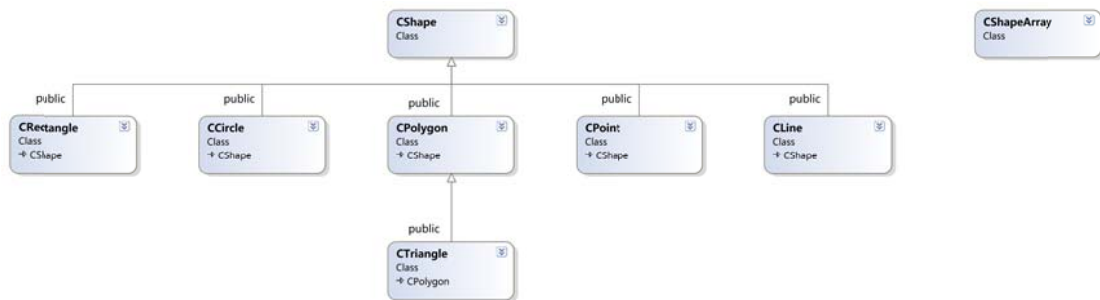 CShape
Class
CShapeArray
Class
public
public
public
public
public
CRectangle
Class
CShape
CCircle
Class
CShape
CPolygon
Class
CShape
CPoint
Class
CShape
CLine
Class
CShape
public
CTriangle
Class
CPolygon